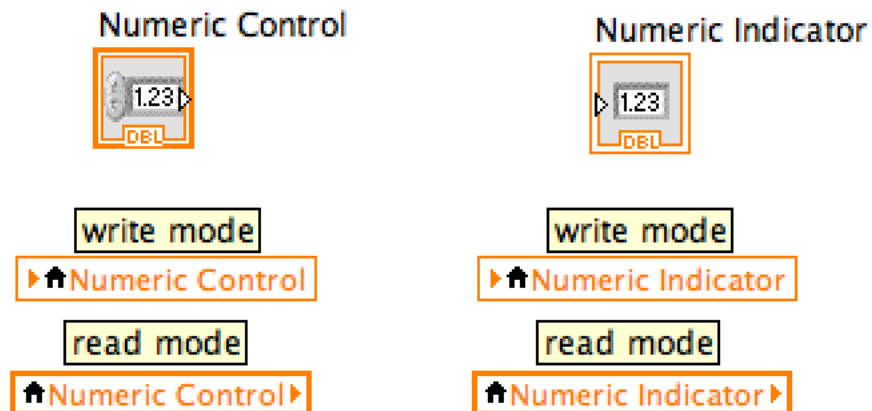 Numeric Control
1.23
DBL
write mode
Numeric Control
read mode
Numeric Control
Numeric Indicator
1.23
DBL
write mode
Numeric Indicator
read mode
Numeric Indicator